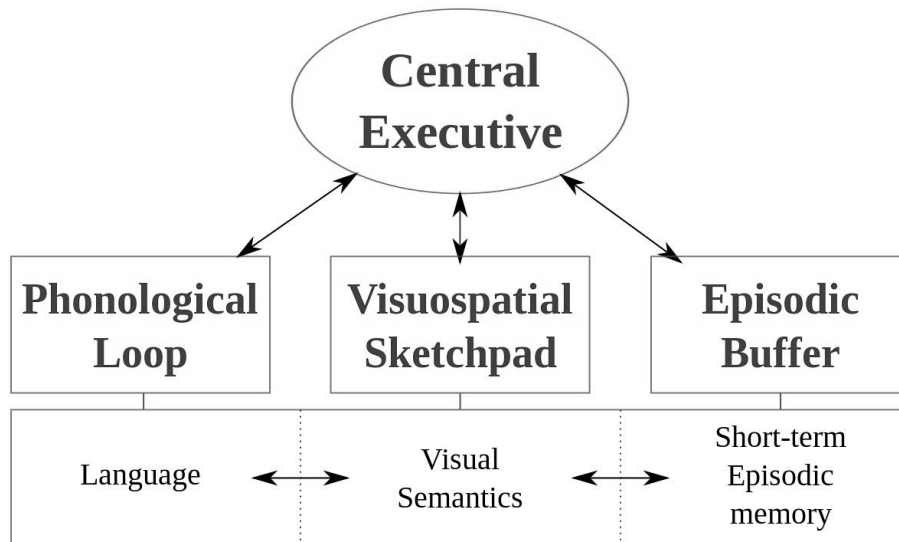 Central
Executive
Phonological
Loop
Visuospatial
Sketchpad
Episodic
Buffer
Language
Visual
Semantics
Short-term
Episodic
memory